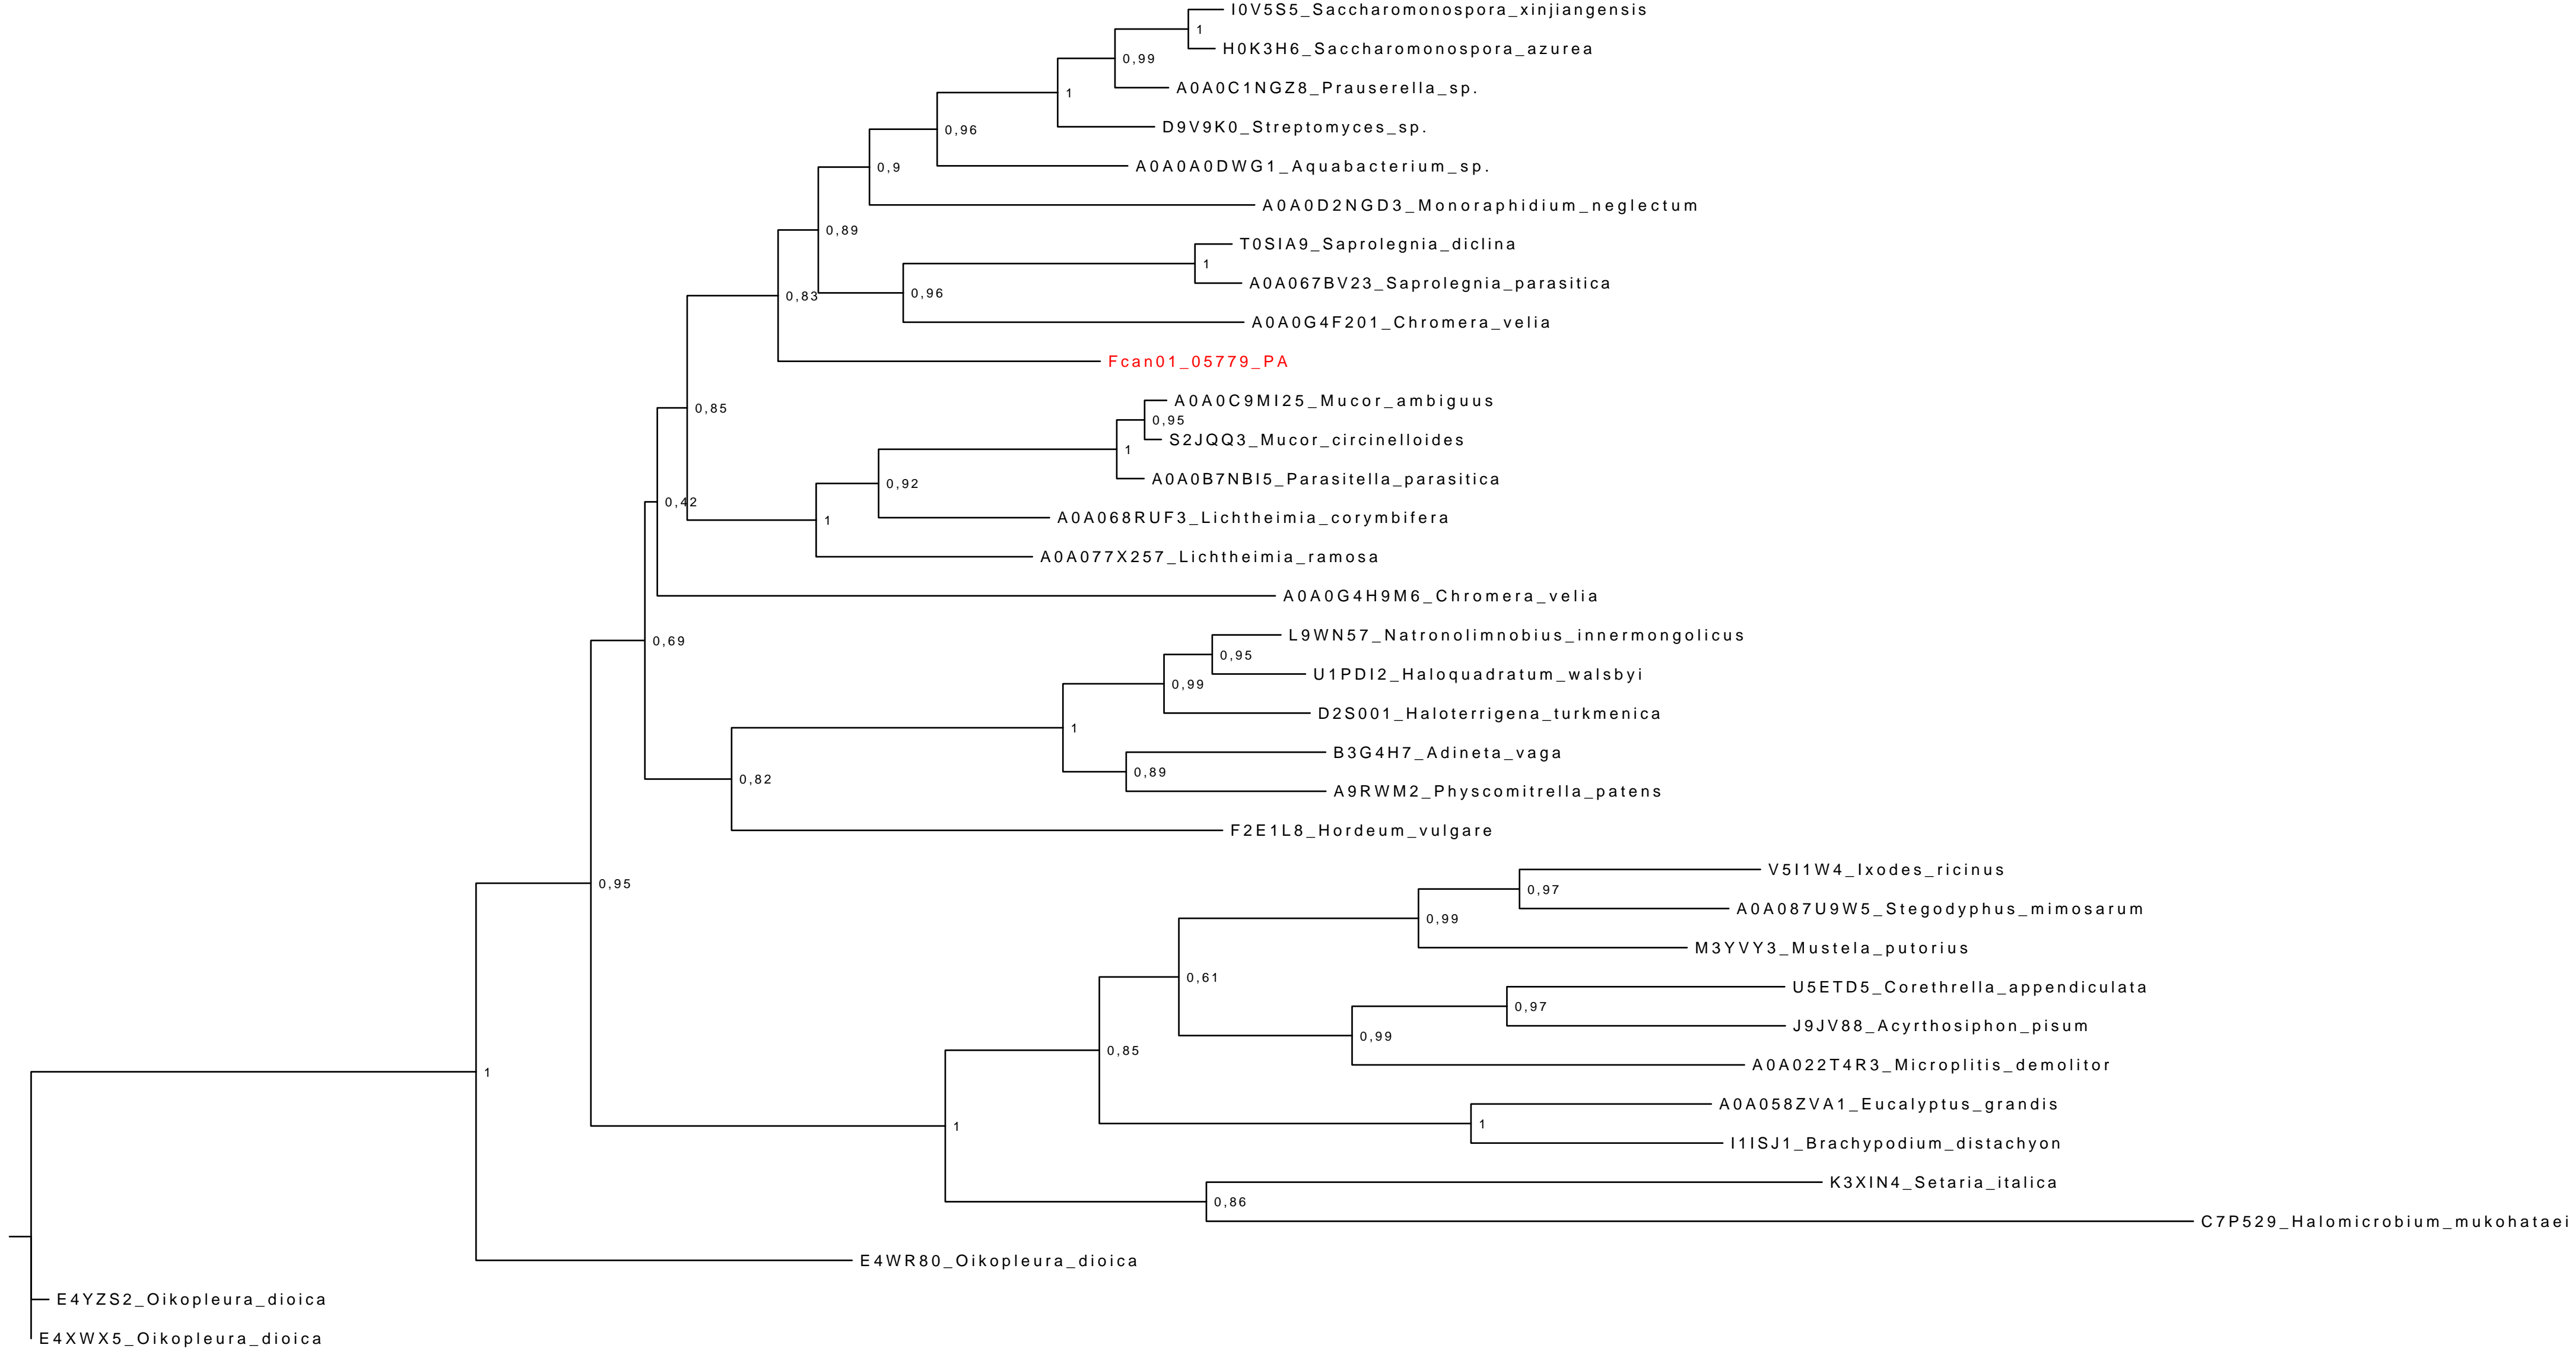 I0V5S5_Saccharomonospora_xinjiangensis
1
H0K3H6_Saccharomonospora_azurea
0,99
A0A0C1NGZ8_Prauserella_sp.
1
D9V9K0_Streptomyces_sp.
0,96
A0A0A0DWG1_Aquabacterium_sp.
0,9
A0A0D2NGD3_Monoraphidium_neglectum
0,89
T0SIA9_Saprolegnia_diclina
1
A0A067BV23_Saprolegnia_parasitica
0,83
0,96
A0A0G4F201_Chromera_velia
Fcan01_05779_PA
A0A0C9MI25_Mucor_ambiguus
0,85
0,95
S2JQQ3_Mucor_circinelloides
1
A0A0B7NBI5_Parasitella_parasitica
0,92
0,42
A0A068RUF3_Lichtheimia_corymbifera
1
A0A077X257_Lichtheimia_ramosa
A0A0G4H9M6_Chromera_velia
L9WN57_Natronolimnobius_innermongolicus
0,69
0,95
U1PDI2_Haloquadratum_walsbyi
0,99
D2S001_Haloterrigena_turkmenica
1
B3G4H7_Adineta_vaga
0,82
0,89
A9RWM2_Physcomitrella_patens
F2E1L8_Hordeum_vulgare
V5I1W4_Ixodes_ricinus
0,95
0,97
A0A087U9W5_Stegodyphus_mimosarum
0,99
M3YVY3_Mustela_putorius
0,61
U5ETD5_Corethrella_appendiculata
0,97
J9JV88_Acyrthosiphon_pisum
0,99
0,85
A0A022T4R3_Microplitis_demolitor
1
A0A058ZVA1_Eucalyptus_grandis
1
1
I1ISJ1_Brachypodium_distachyon
K3XIN4_Setaria_italica
0,86
C7P529_Halomicrobium_mukohataei
E4WR80_Oikopleura_dioica
E4YZS2_Oikopleura_dioica
E4XWX5_Oikopleura_dioica